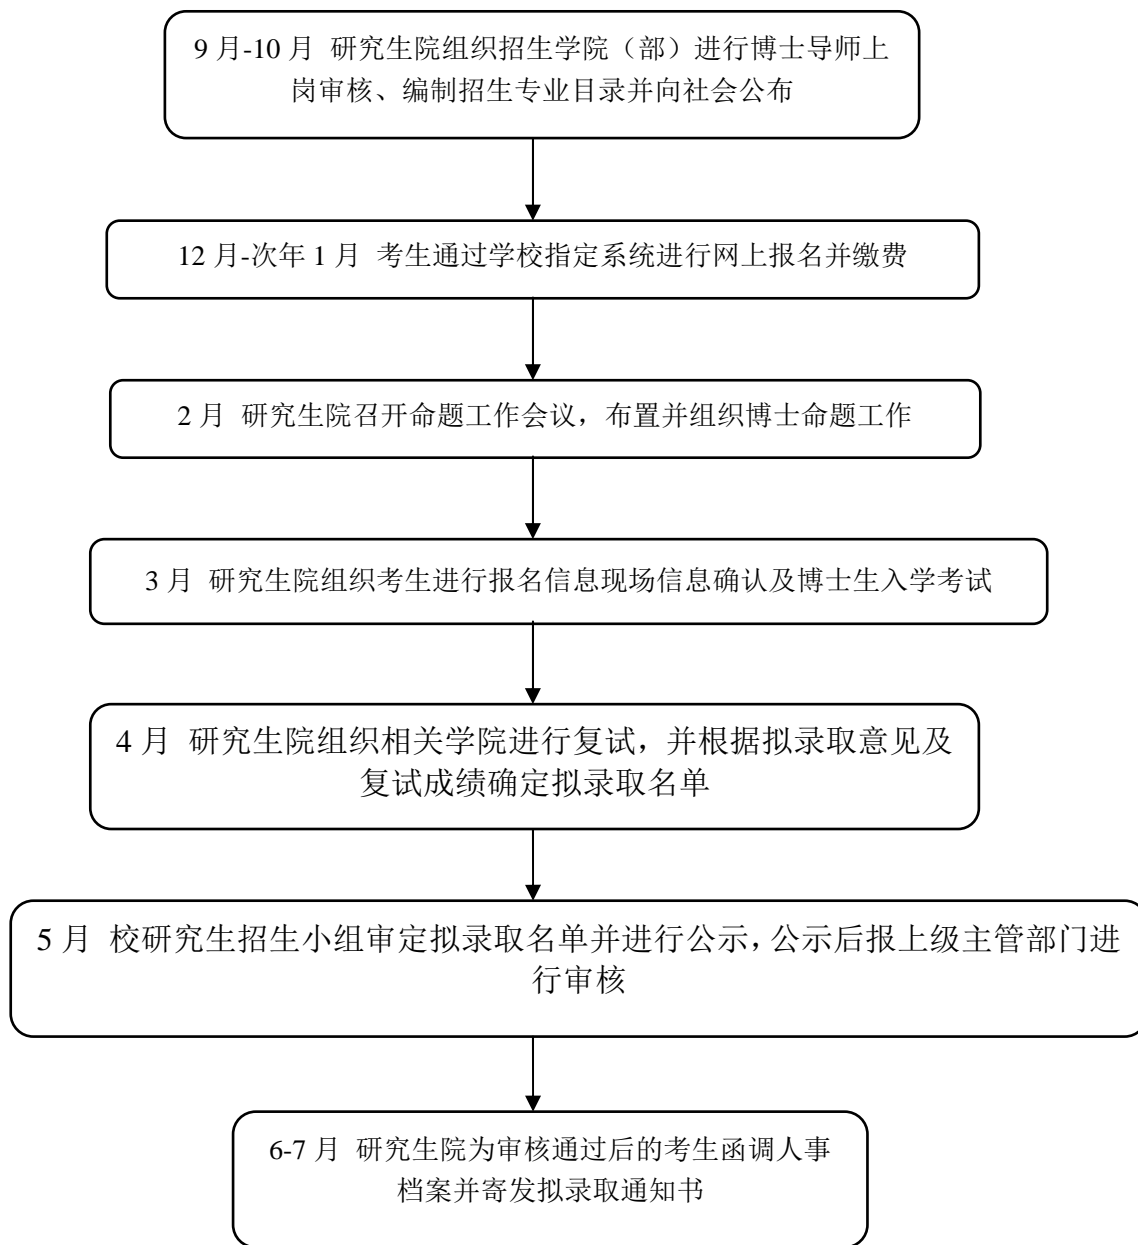 9 月-10 月 研究生院组织招生学院（部）进行博士导师上
岗审核、编制招生专业目录并向社会公布
12 月-次年 1 月 考生通过学校指定系统进行网上报名并缴费
2 月 研究生院召开命题工作会议，布置并组织博士命题工作
3 月 研究生院组织考生进行报名信息现场信息确认及博士生入学考试
4 月 研究生院组织相关学院进行复试，并根据拟录取意见及
复试成绩确定拟录取名单
5 月 校研究生招生小组审定拟录取名单并进行公示，公示后报上级主管部门进
行审核
6-7 月 研究生院为审核通过后的考生函调人事
档案并寄发拟录取通知书